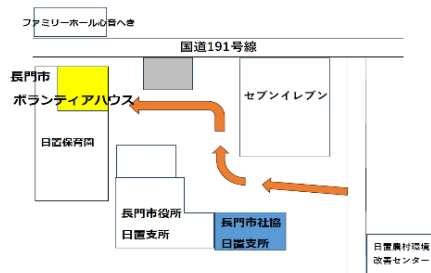 ファミリーホール心音へき
国道191号線
長門市
ボランティアハウス
セブンイレブン
日置保育園
長門市役所
日置支所
長門市社協
日置支所
日置農村環境
改善センター